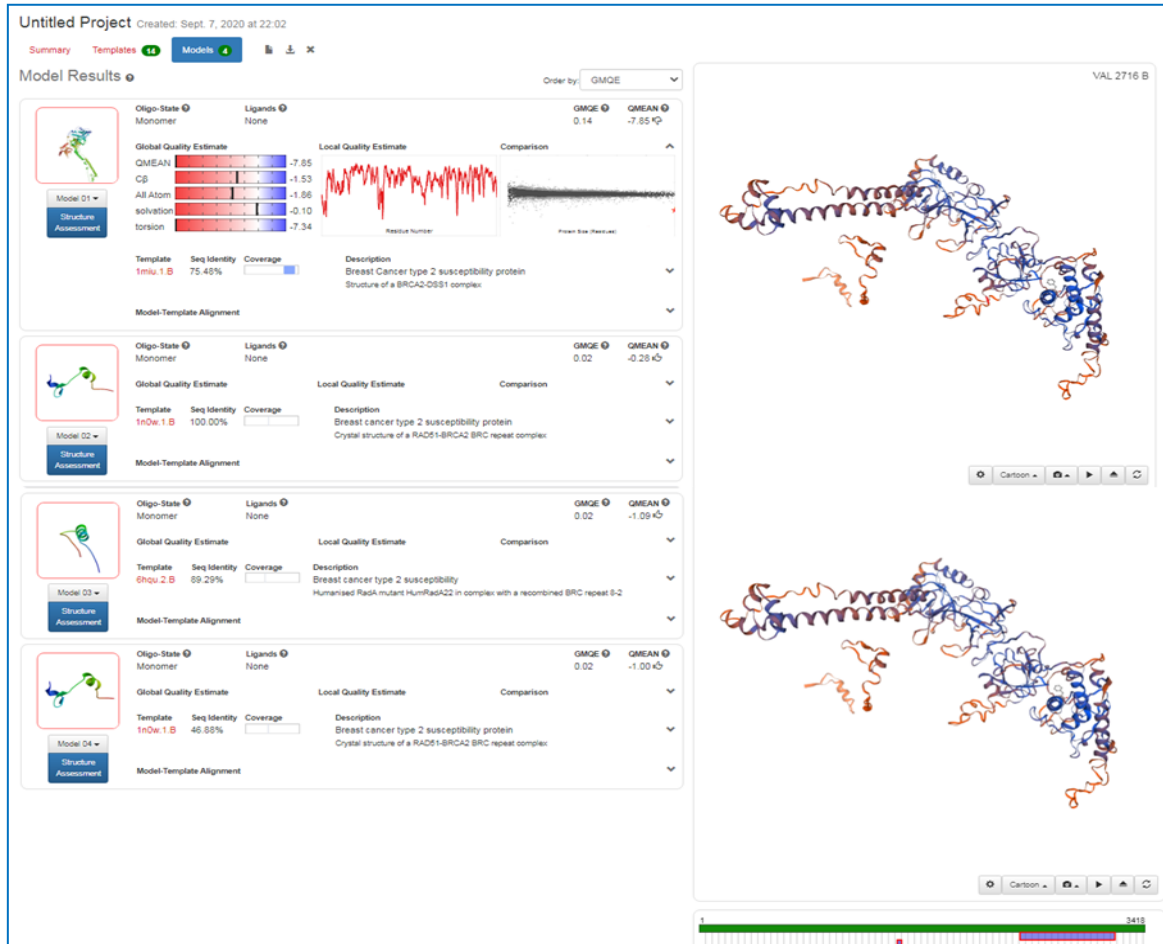 Untitled Project Created: Sept. 7, 2020 at 22:02
Summary Templates 14 Models 4
Model Results
Order by: GMQE
VAL 2716 B
Oligo-State Ligands GMQE QMEAN
Monomer None 0.14 -7.85
Global Quality Estimate Local Quality Estimate Comparison
QMEAN -7.85
Cβ -1.53
All Atom -1.86
solvation -0.10
torsion -7.34
Residue Number
Protein Size (Residues)
Model 01
Structure Assessment
Template Seq Identity Coverage Description
1miu.1.B 75.48% Breast Cancer type 2 susceptibility protein
Structure of a BRCA2-DSS1 complex
Model-Template Alignment
Oligo-State Ligands GMQE QMEAN
Monomer None 0.02 -0.28
Global Quality Estimate Local Quality Estimate Comparison
Template Seq Identity Coverage Description
1n0w.1.B 100.00% Breast cancer type 2 susceptibility protein
Crystal structure of a RAD51-BRCA2 BRC repeat complex
Model 02
Structure Assessment
Model-Template Alignment
Cartoon
Oligo-State Ligands GMQE QMEAN
Monomer None 0.02 -1.09
Global Quality Estimate Local Quality Estimate Comparison
Template Seq Identity Coverage Description
6hqu.2.B 89.29% Breast cancer type 2 susceptibility
Humanised RadA mutant HumRadA22 in complex with a recombined BRC repeat 8-2
Model 03
Structure Assessment
Model-Template Alignment
Oligo-State Ligands GMQE QMEAN
Monomer None 0.02 -1.00
Global Quality Estimate Local Quality Estimate Comparison
Template Seq Identity Coverage Description
1n0w.1.B 46.88% Breast cancer type 2 susceptibility protein
Crystal structure of a RAD51-BRCA2 BRC repeat complex
Model 04
Structure Assessment
Model-Template Alignment
Cartoon
1 3418